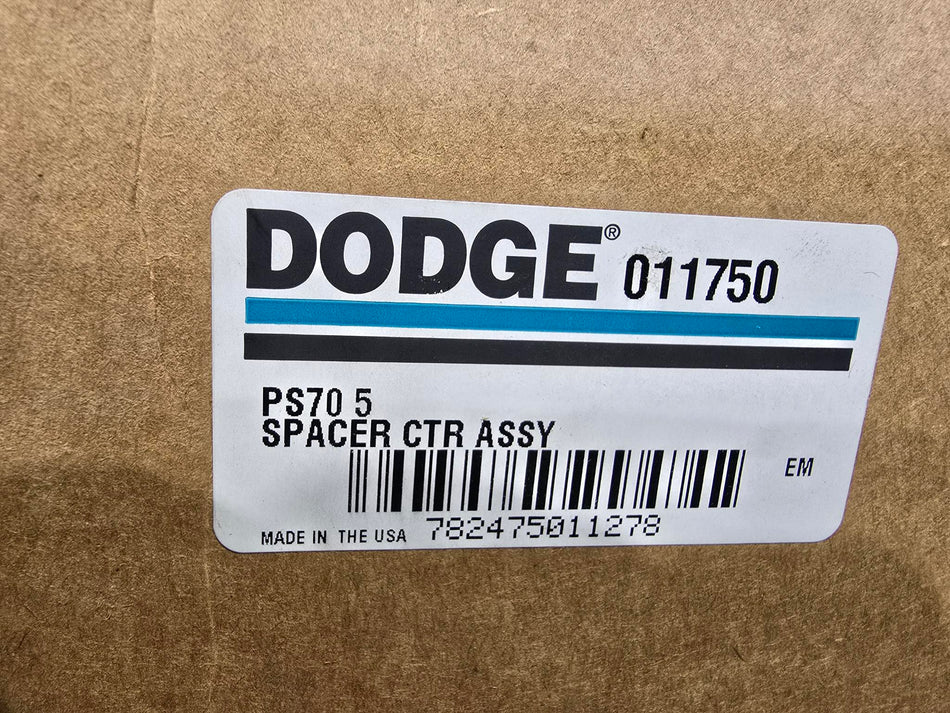 DODGE® 011750
PS70 5
SPACER CTR ASSY
EM
MADE IN THE USA 782475011278